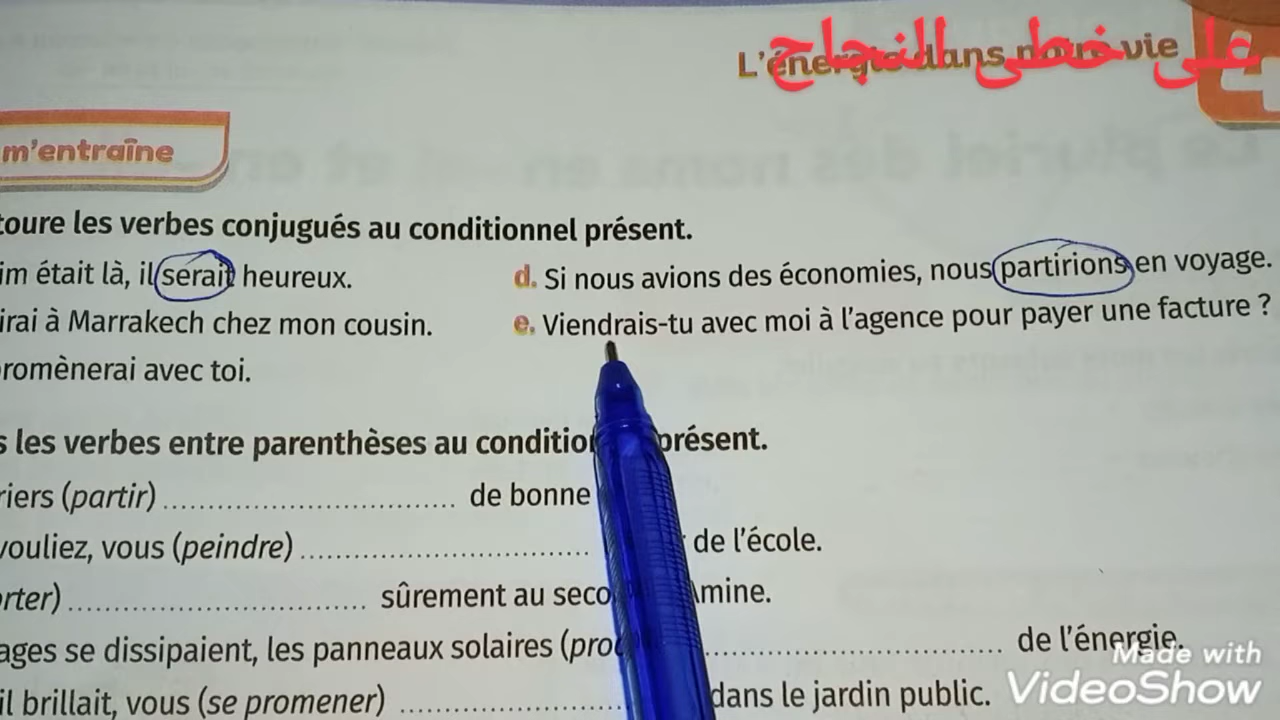 L'énergie dans notre vie
على خطى النجاح
m'entraîne
toure les verbes conjugués au conditionnel présent.
im était là, il serait heureux.
d. Si nous avions des économies, nous partirions en voyage.
irai à Marrakech chez mon cousin.
e. Viendrais-tu avec moi à l'agence pour payer une facture ?
romènerai avec toi.
s les verbes entre parenthèses au condition présent.
riers (partir) .................... de bonne
vouliez, vous (peindre) .................... de l'école.
rter) .................... sûrement au seco Amine.
ages se dissipaient, les panneaux solaires (pro .................... de l'énergie.
il brillait, vous (se promener) .................... dans le jardin public.
Made with
VideoShow